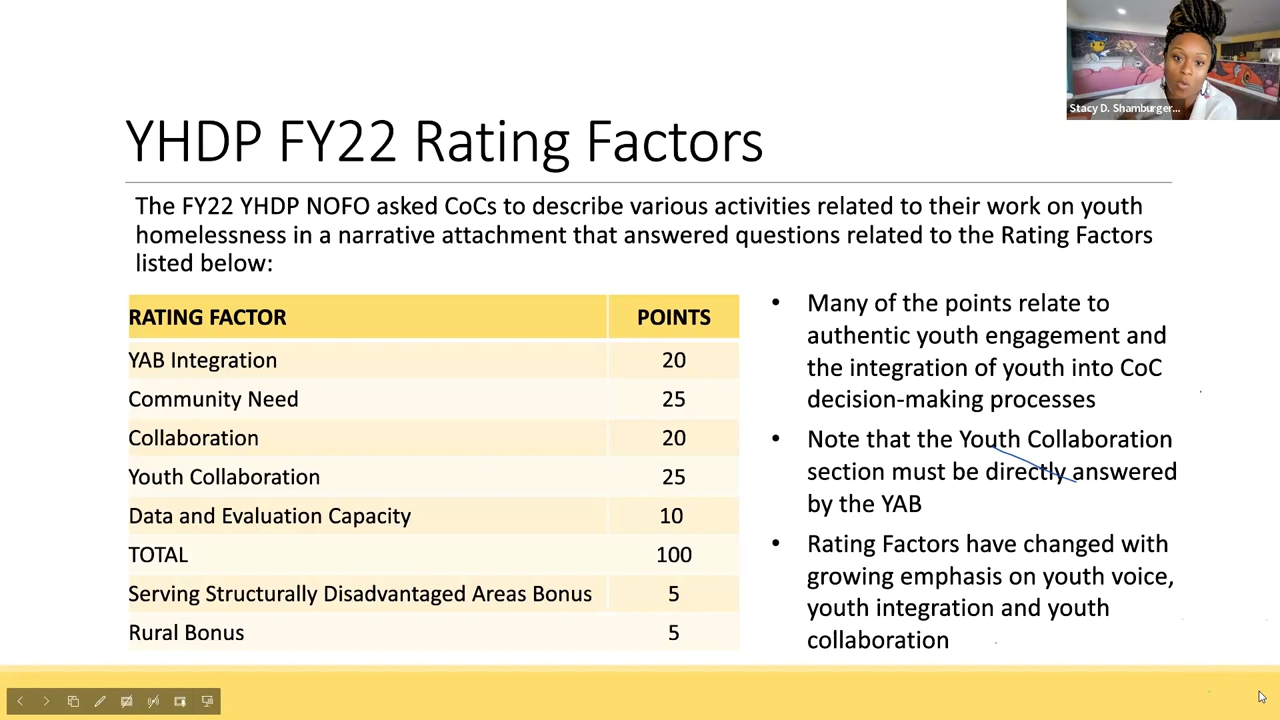 Stacy D. Shamburger...
YHDP FY22 Rating Factors
The FY22 YHDP NOFO asked CoCs to describe various activities related to their work on youth
homelessness in a narrative attachment that answered questions related to the Rating Factors
listed below:
RATING FACTOR POINTS
YAB Integration 20
Community Need 25
Collaboration 20
Youth Collaboration 25
Data and Evaluation Capacity 10
TOTAL 100
Serving Structurally Disadvantaged Areas Bonus 5
Rural Bonus 5
• Many of the points relate to
authentic youth engagement and
the integration of youth into CoC
decision-making processes
• Note that the Youth Collaboration
section must be directly answered
by the YAB
• Rating Factors have changed with
growing emphasis on youth voice,
youth integration and youth
collaboration